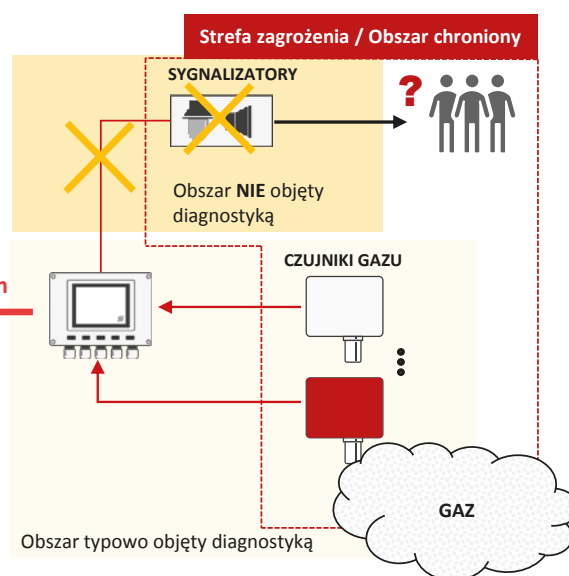 Strefa zagrożenia / Obszar chroniony
SYGNALIZATORY
?
Obszar NIE objęty
diagnostyką
CZUJNIKI GAZU
GAZ
Obszar typowo objęty diagnostyką